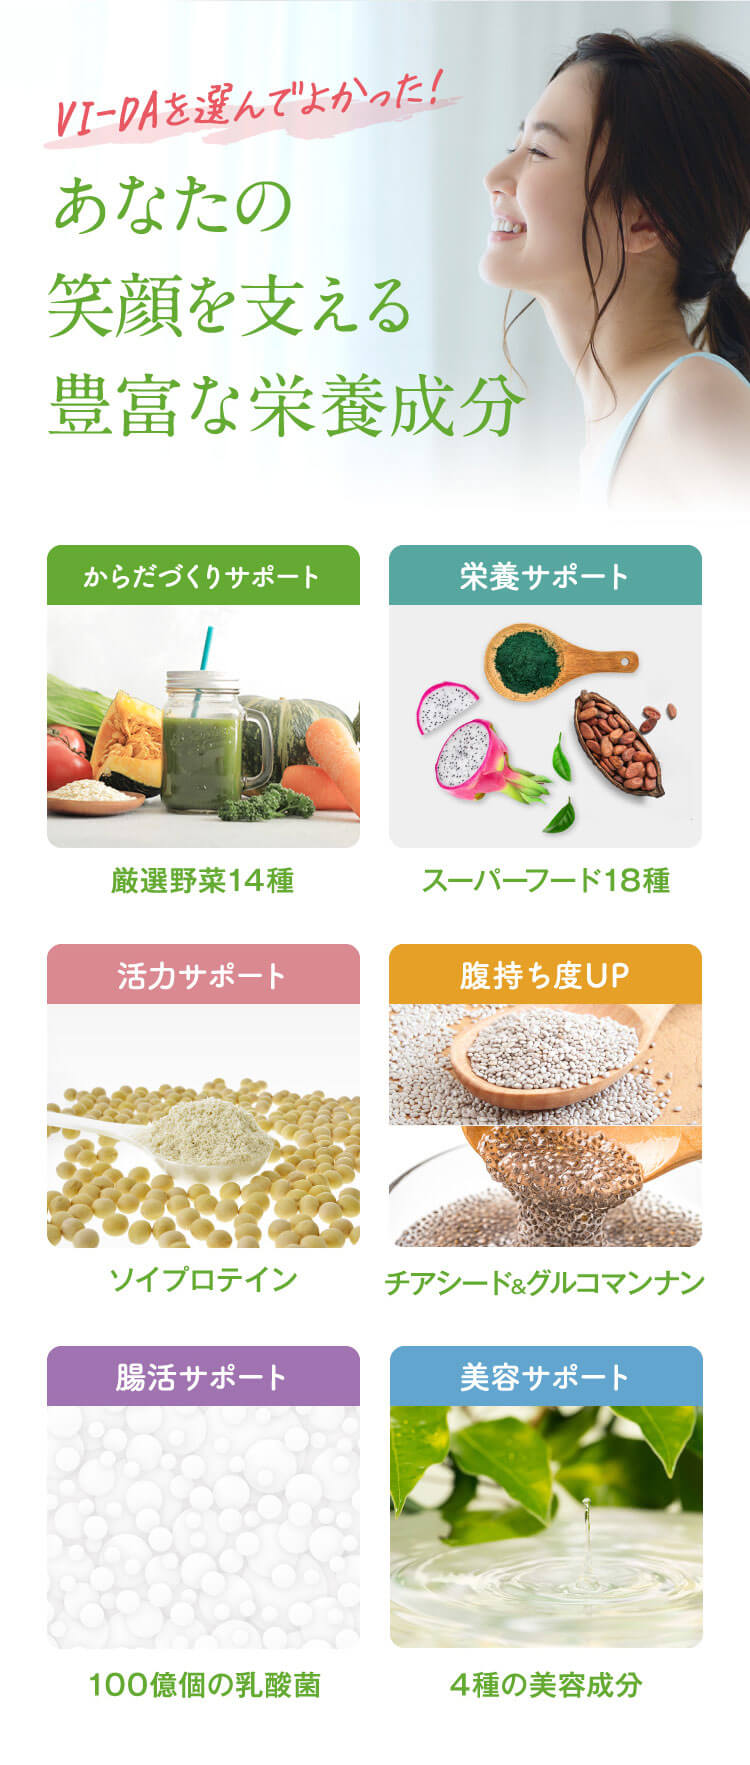 VI-DAを選んでよかった!
あなたの
笑顔を支える
豊富な栄養成分
からだづくりサポート
厳選野菜14種
栄養サポート
スーパーフード18種
活力サポート
ソイプロテイン
腹持ち度UP
チアシード&グルコマンナン
腸活サポート
100億個の乳酸菌
美容サポート
4種の美容成分